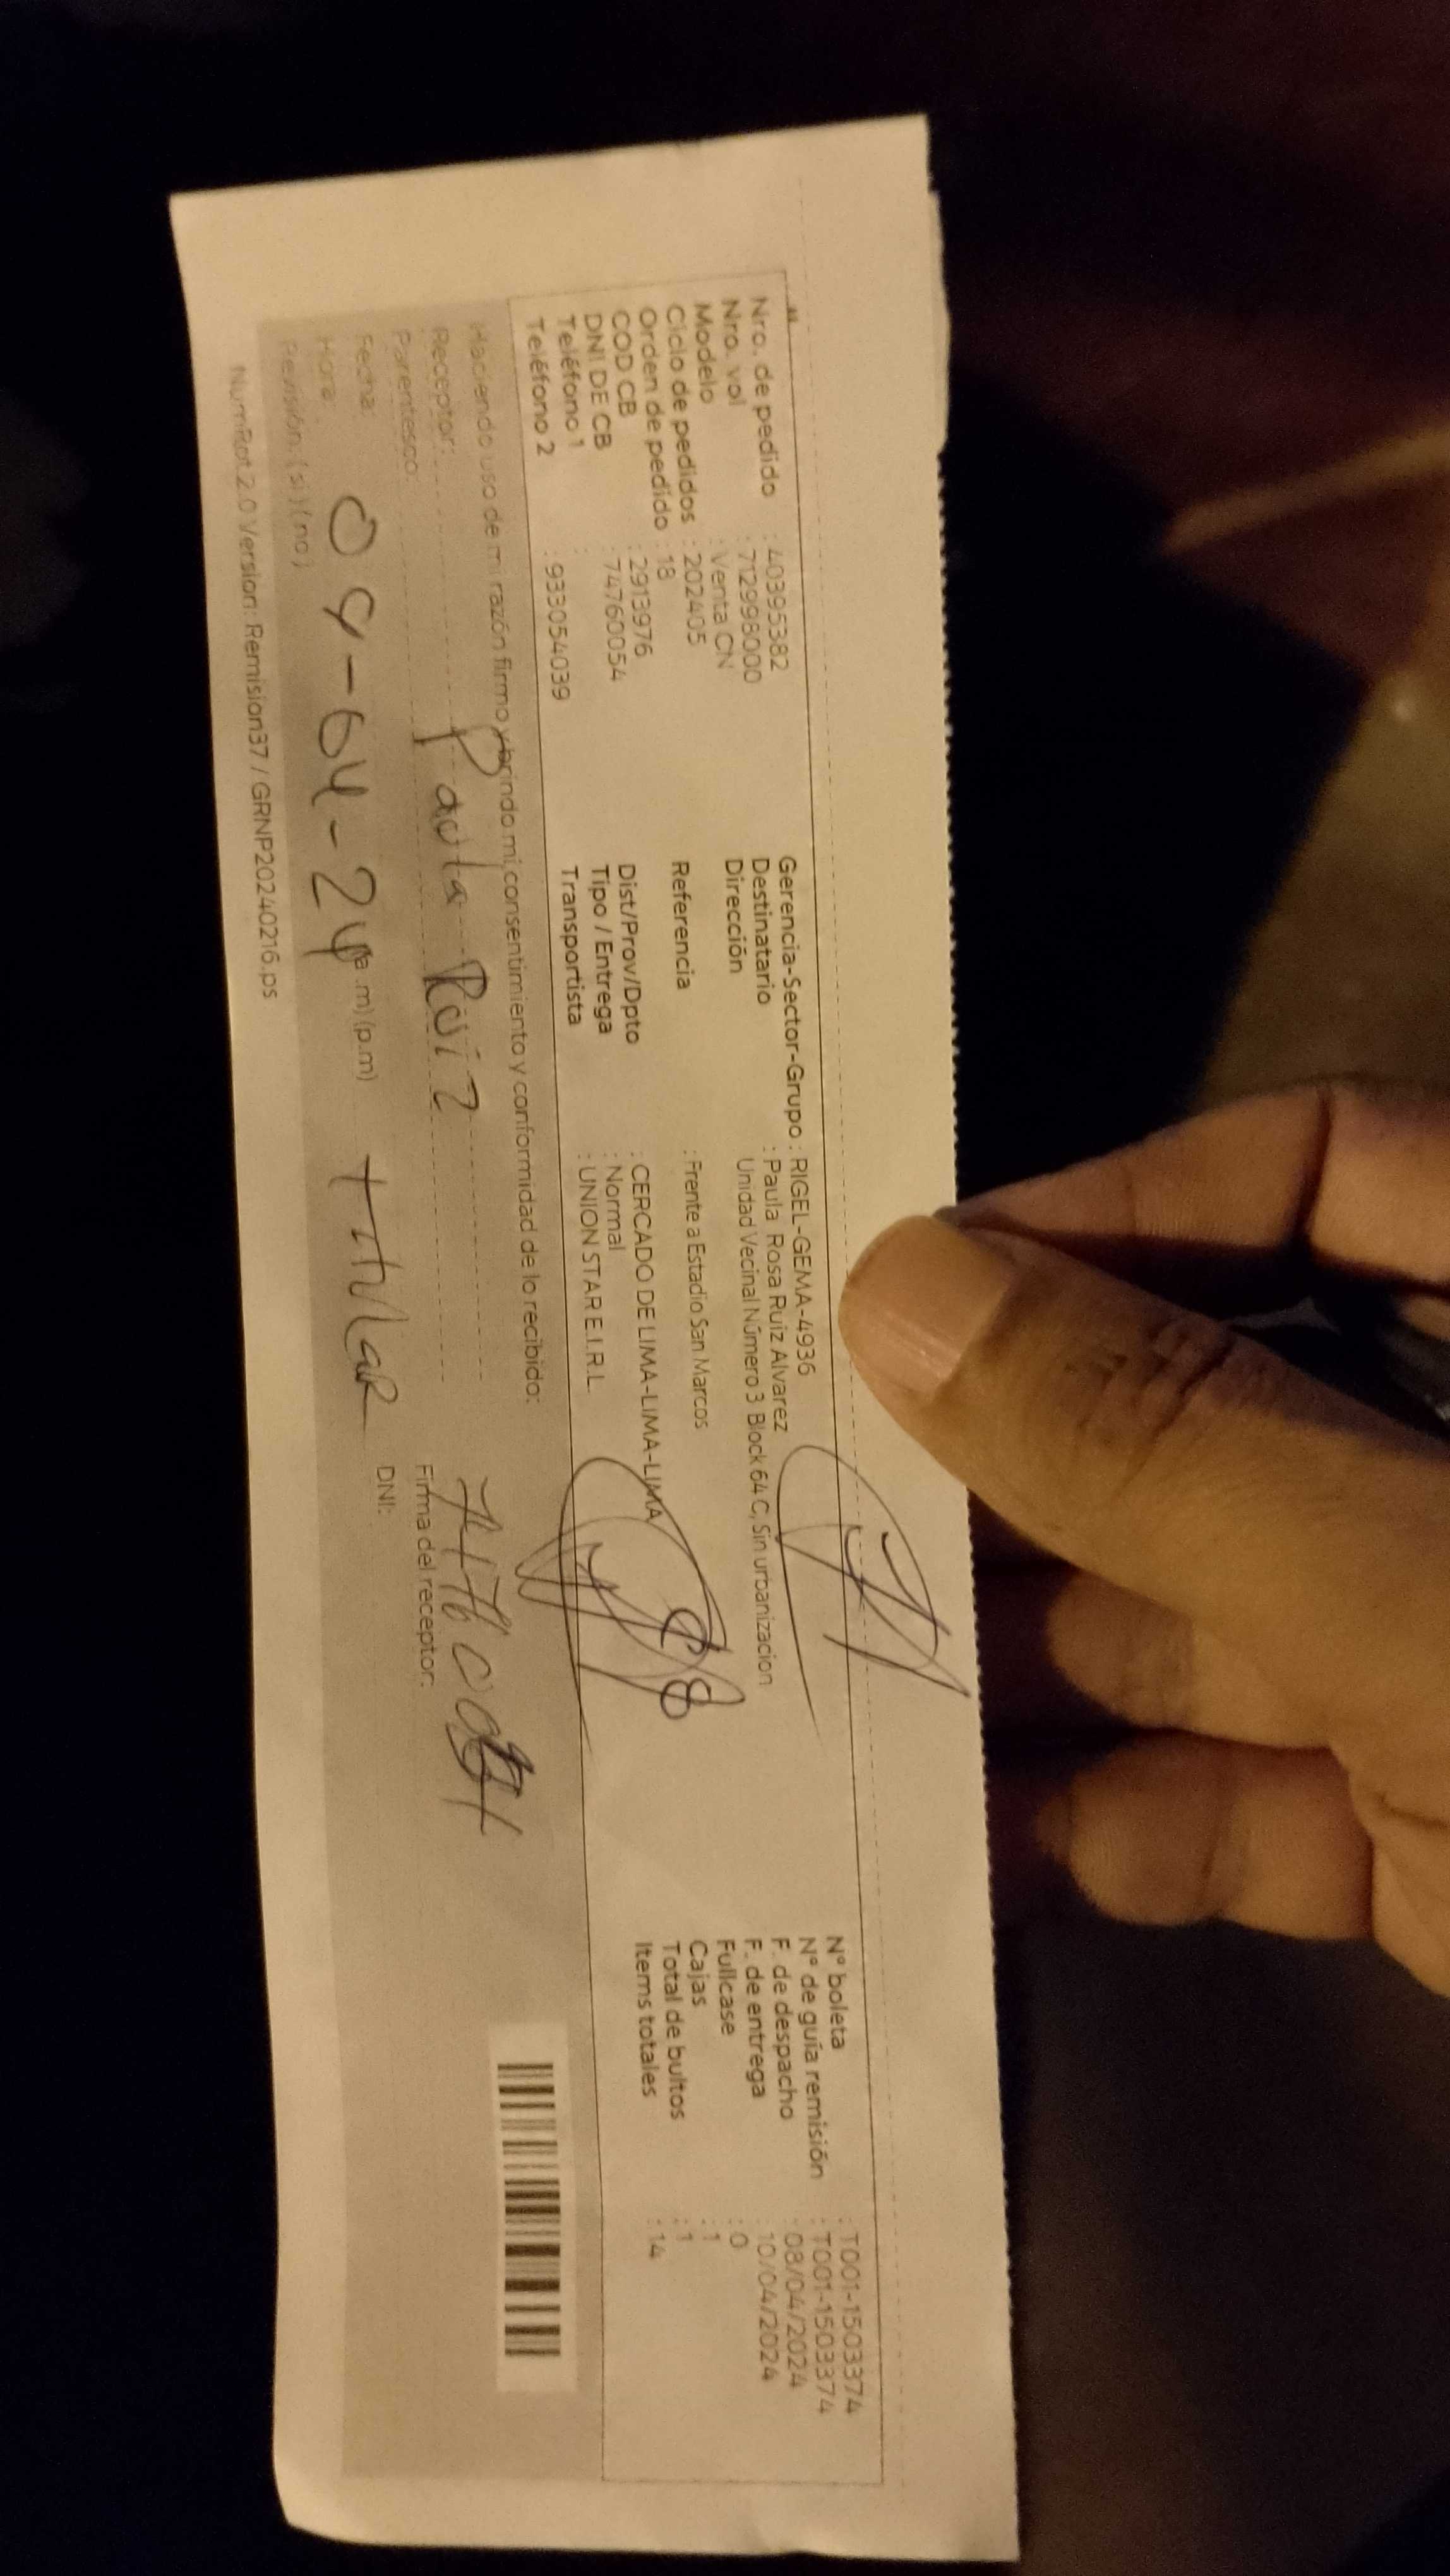 Nro. de pedido : 40395382
Nro. vol : 712998000
Modelo : Venta CN
Ciclo de pedidos : 202405
Orden de pedido : 18
COD CB : 2913976
DNI DE CB : 74760054
Teléfono 1 :
Teléfono 2 : 933054039
Gerencia-Sector-Grupo : RIGEL-GEMA-4936
Destinatario : Paula Rosa Ruiz Alvarez
Dirección Unidad Vecinal Número 3 Block 64 C, Sin urbanizacion
Referencia : Frente a Estadio San Marcos
Dist/Prov/Dpto : CERCADO DE LIMA-LIMA-LIMA
Tipo / Entrega : Normal
Transportista : UNION STAR E.I.R.L.
N° boleta : T001-1503374
N° de guía remisión : T001-1503374
F. de despacho : 08/04/2024
F. de entrega : 10/04/2024
Fullcase : 0
Cajas : 1
Total de bultos : 1
Items totales : 14
Haciendo uso de mi razón firmo y brindo mi consentimiento y conformidad de lo recibido:
Receptor: Paula Ruiz
Parentesco:
Firma del receptor:
Fecha:
DNI:
Hora: 09-04-24 (a.m) (p.m) titular
Revisión: (si) (no)
NumRot.2.0 Version: Remision37 / GRNP20240216.ps